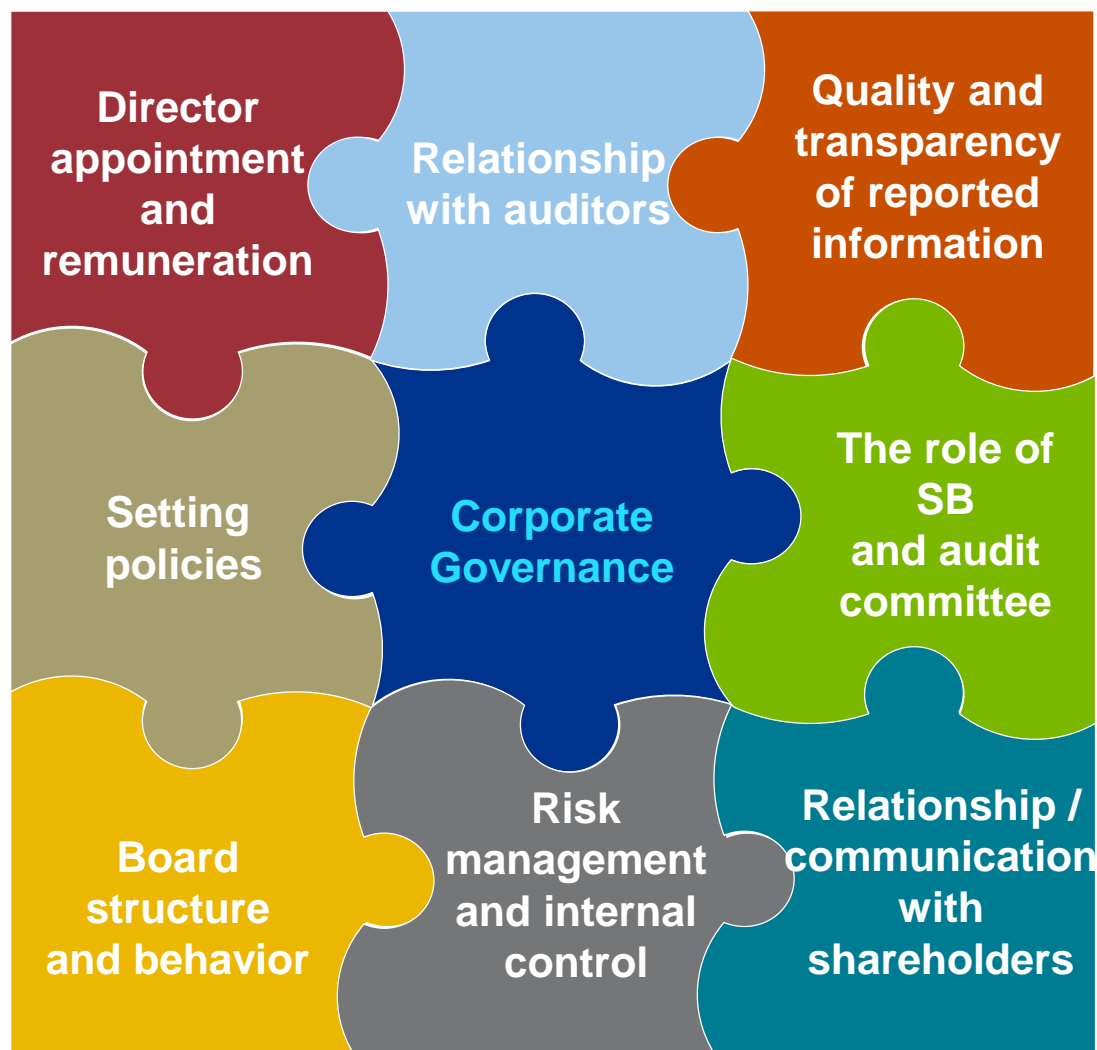 Director
appointment
and
remuneration
Relationship
with auditors
Quality and
transparency
of reported
information
Setting
policies
Corporate
Governance
The role of
SB
and audit
committee
Board
structure
and behavior
Risk
management
and internal
control
Relationship /
communication
with
shareholders